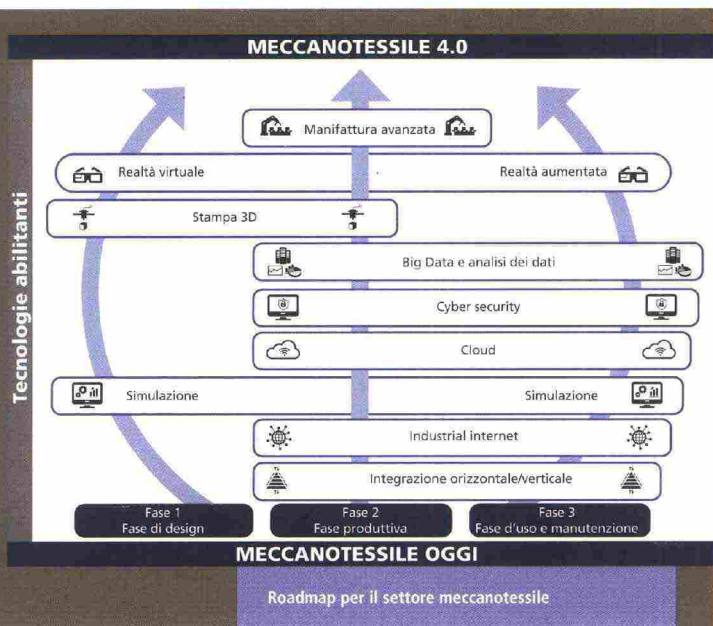 MECCANOTESSILE 4.0
Manifattura avanzata
Realtà virtuale
Realtà aumentata
Stampa 3D
Big Data e analisi dei dati
Cyber security
Cloud
Simulazione
Simulazione
Industrial internet
Integrazione orizzontale/verticale
Tecnologie abilitanti
Fase 1
Fase di design
Fase 2
Fase produttiva
Fase 3
Fase d'uso e manutenzione
MECCANOTESSILE OGGI
Roadmap per il settore meccanotessile